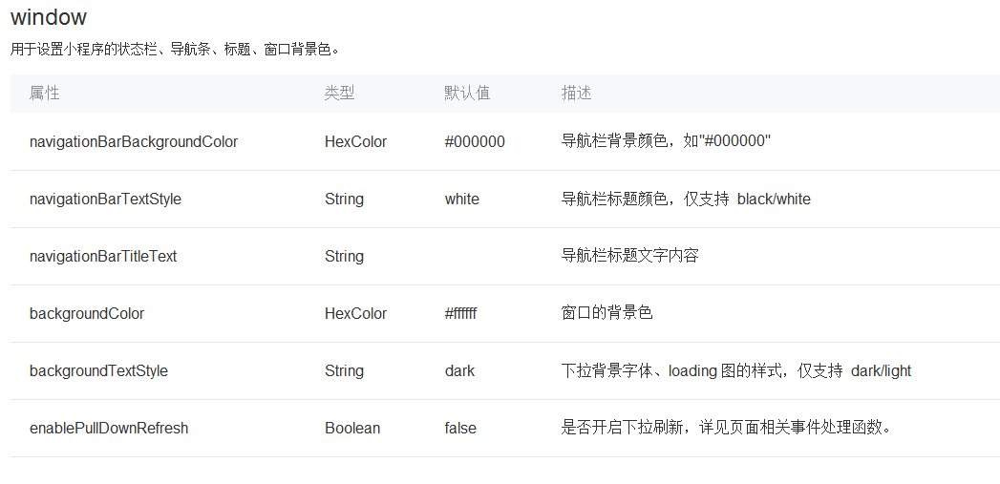 window
用于设置小程序的状态栏、导航条、标题、窗口背景色。
属性 类型 默认值 描述
navigationBarBackgroundColor HexColor #000000 导航栏背景颜色，如"#000000"
navigationBarTextStyle String white 导航栏标题颜色，仅支持 black/white
navigationBarTitleText String 导航栏标题文字内容
backgroundColor HexColor #ffffff 窗口的背景色
backgroundTextStyle String dark 下拉背景字体、loading 图的样式，仅支持 dark/light
enablePullDownRefresh Boolean false 是否开启下拉刷新，详见页面相关事件处理函数。